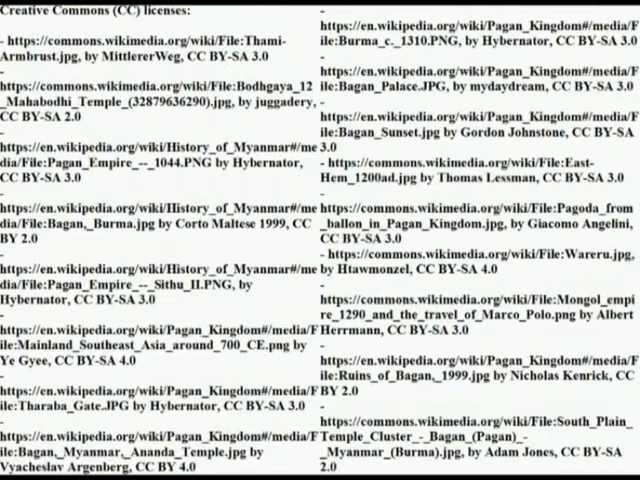 Creative Commons (CC) licenses:
- https://commons.wikimedia.org/wiki/File:Thami-
Armbrust.jpg, by MittlererWeg, CC BY-SA 3.0
-
https://commons.wikimedia.org/wiki/File:Bodhgaya_12
_Mahabodhi_Temple_(32879636290).jpg, by juggadery,
CC BY-SA 2.0
-
https://en.wikipedia.org/wiki/History_of_Myanmar#/me
dia/File:Pagan_Empire_--_1044.PNG by Hybernator,
CC BY-SA 3.0
-
https://en.wikipedia.org/wiki/History_of_Myanmar#/me
dia/File:Bagan,_Burma.jpg by Corto Maltese 1999, CC
BY 2.0
-
https://en.wikipedia.org/wiki/History_of_Myanmar#/me
dia/File:Pagan_Empire_--_Sithu_II.PNG, by
Hybernator, CC BY-SA 3.0
-
https://en.wikipedia.org/wiki/Pagan_Kingdom#/media/F
ile:Mainland_Southeast_Asia_around_700_CE.png by
Ye Gyee, CC BY-SA 4.0
-
https://en.wikipedia.org/wiki/Pagan_Kingdom#/media/F
ile:Tharaba_Gate.JPG by Hybernator, CC BY-SA 3.0
-
https://en.wikipedia.org/wiki/Pagan_Kingdom#/media/F
ile:Bagan,_Myanmar,_Ananda_Temple.jpg by
Vyacheslav Argenberg, CC BY 4.0
-
https://en.wikipedia.org/wiki/Pagan_Kingdom#/media/F
ile:Burma_c._1310.PNG, by Hybernator, CC BY-SA 3.0
-
https://en.wikipedia.org/wiki/Pagan_Kingdom#/media/F
ile:Bagan_Palace.JPG, by mydaydream, CC BY-SA 3.0
-
https://en.wikipedia.org/wiki/Pagan_Kingdom#/media/F
ile:Bagan_Sunset.jpg by Gordon Johnstone, CC BY-SA
3.0
- https://commons.wikimedia.org/wiki/File:East-
Hem_1200ad.jpg by Thomas Lessman, CC BY-SA 3.0
-
https://commons.wikimedia.org/wiki/File:Pagoda_from
_ballon_in_Pagan_Kingdom.jpg, by Giacomo Angelini,
CC BY-SA 3.0
- https://commons.wikimedia.org/wiki/File:Wareru.jpg,
by Htawmonzel, CC BY-SA 4.0
-
https://commons.wikimedia.org/wiki/File:Mongol_empi
re_1290_and_the_travel_of_Marco_Polo.png by Albert
Herrmann, CC BY-SA 3.0
-
https://en.wikipedia.org/wiki/Pagan_Kingdom#/media/F
ile:Ruins_of_Bagan,_1999.jpg by Nicholas Kenrick, CC
BY 2.0
-
https://commons.wikimedia.org/wiki/File:South_Plain_
Temple_Cluster_-_Bagan_(Pagan)_-
_Myanmar_(Burma).jpg, by Adam Jones, CC BY-SA
2.0